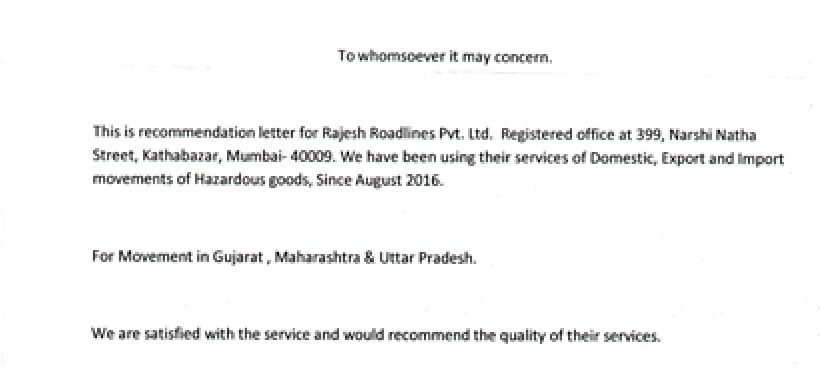 To whomsoever it may concern.
This is recommendation letter for Rajesh Roadlines Pvt. Ltd. Registered office at 399, Narshi Natha
Street, Kathabazar, Mumbai- 40009. We have been using their services of Domestic, Export and Import
movements of Hazardous goods, Since August 2016.
For Movement in Gujarat , Maharashtra & Uttar Pradesh.
We are satisfied with the service and would recommend the quality of their services.